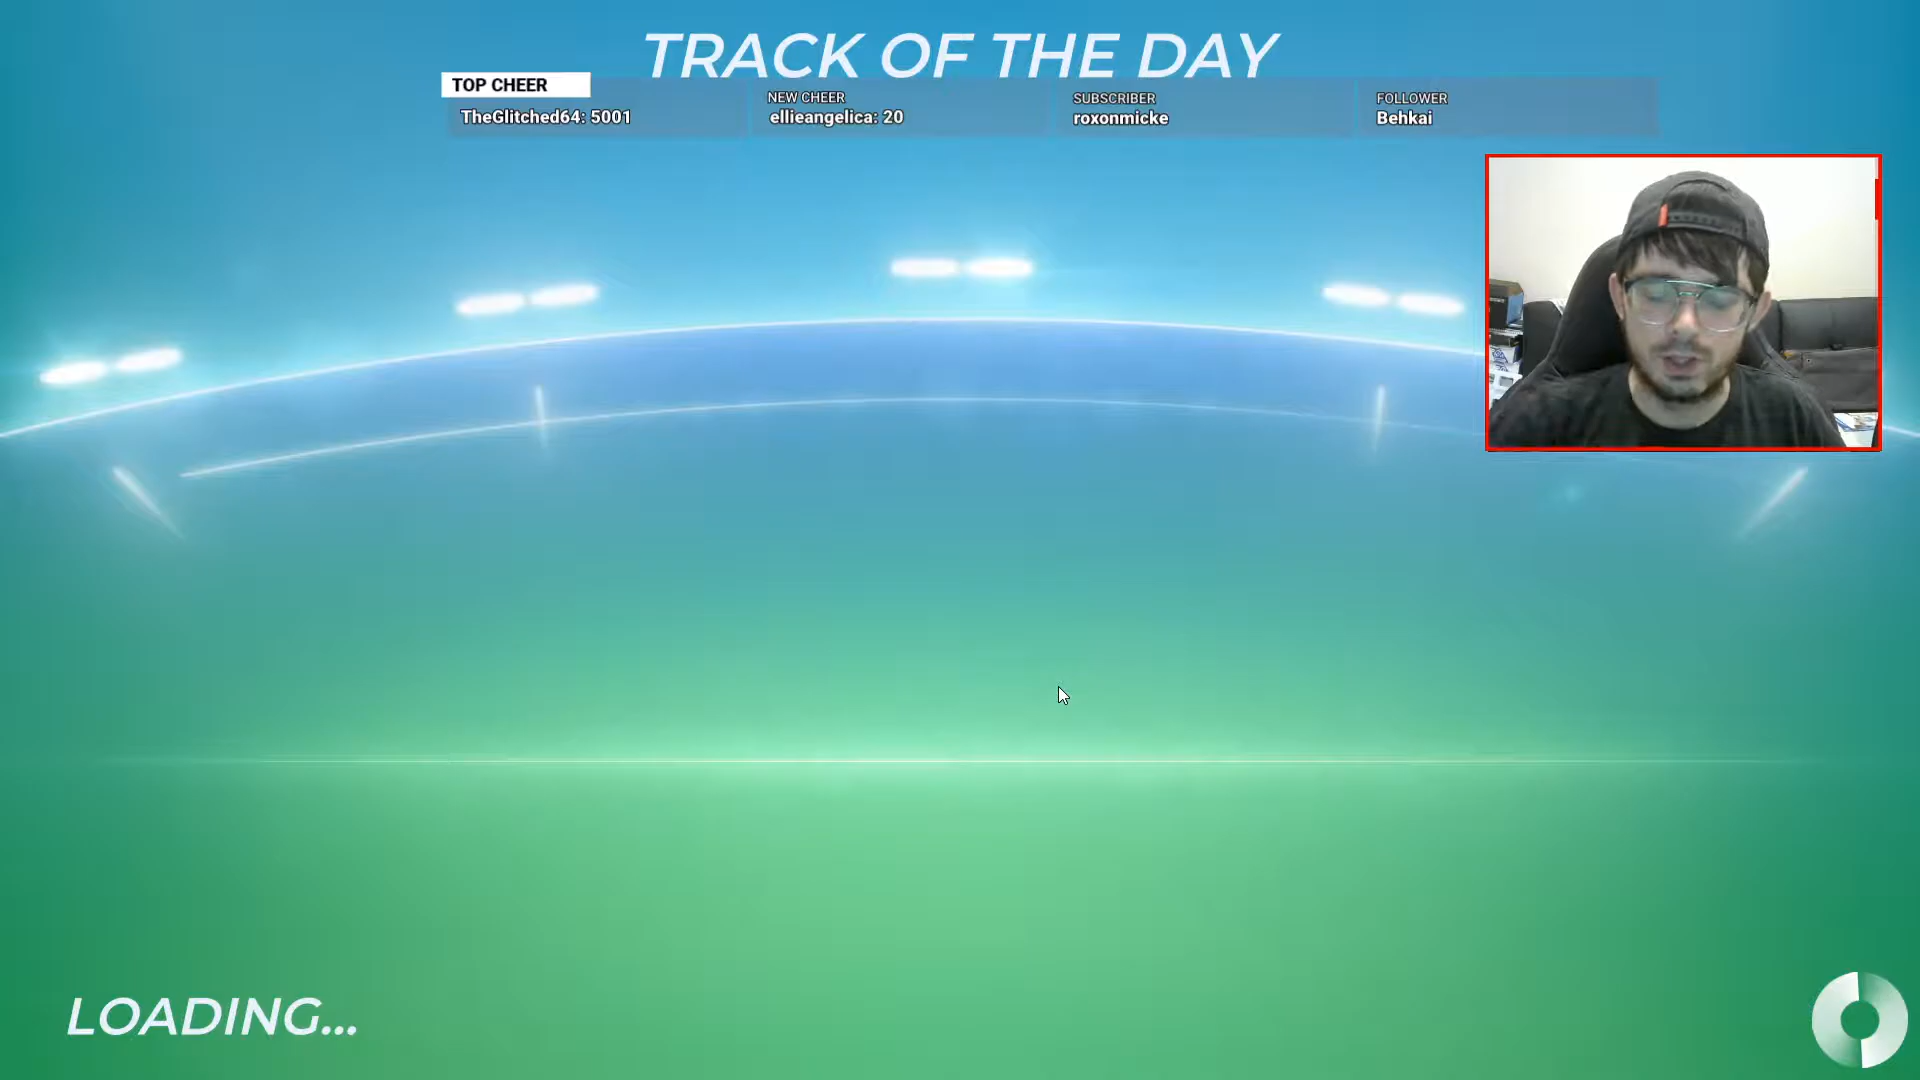 TRACK OF THE DAY
TOP CHEER
TheGlitched64: 5001
NEW CHEER
ellieangelica: 20
SUBSCRIBER
roxonmicke
FOLLOWER
Behkai
LOADING...